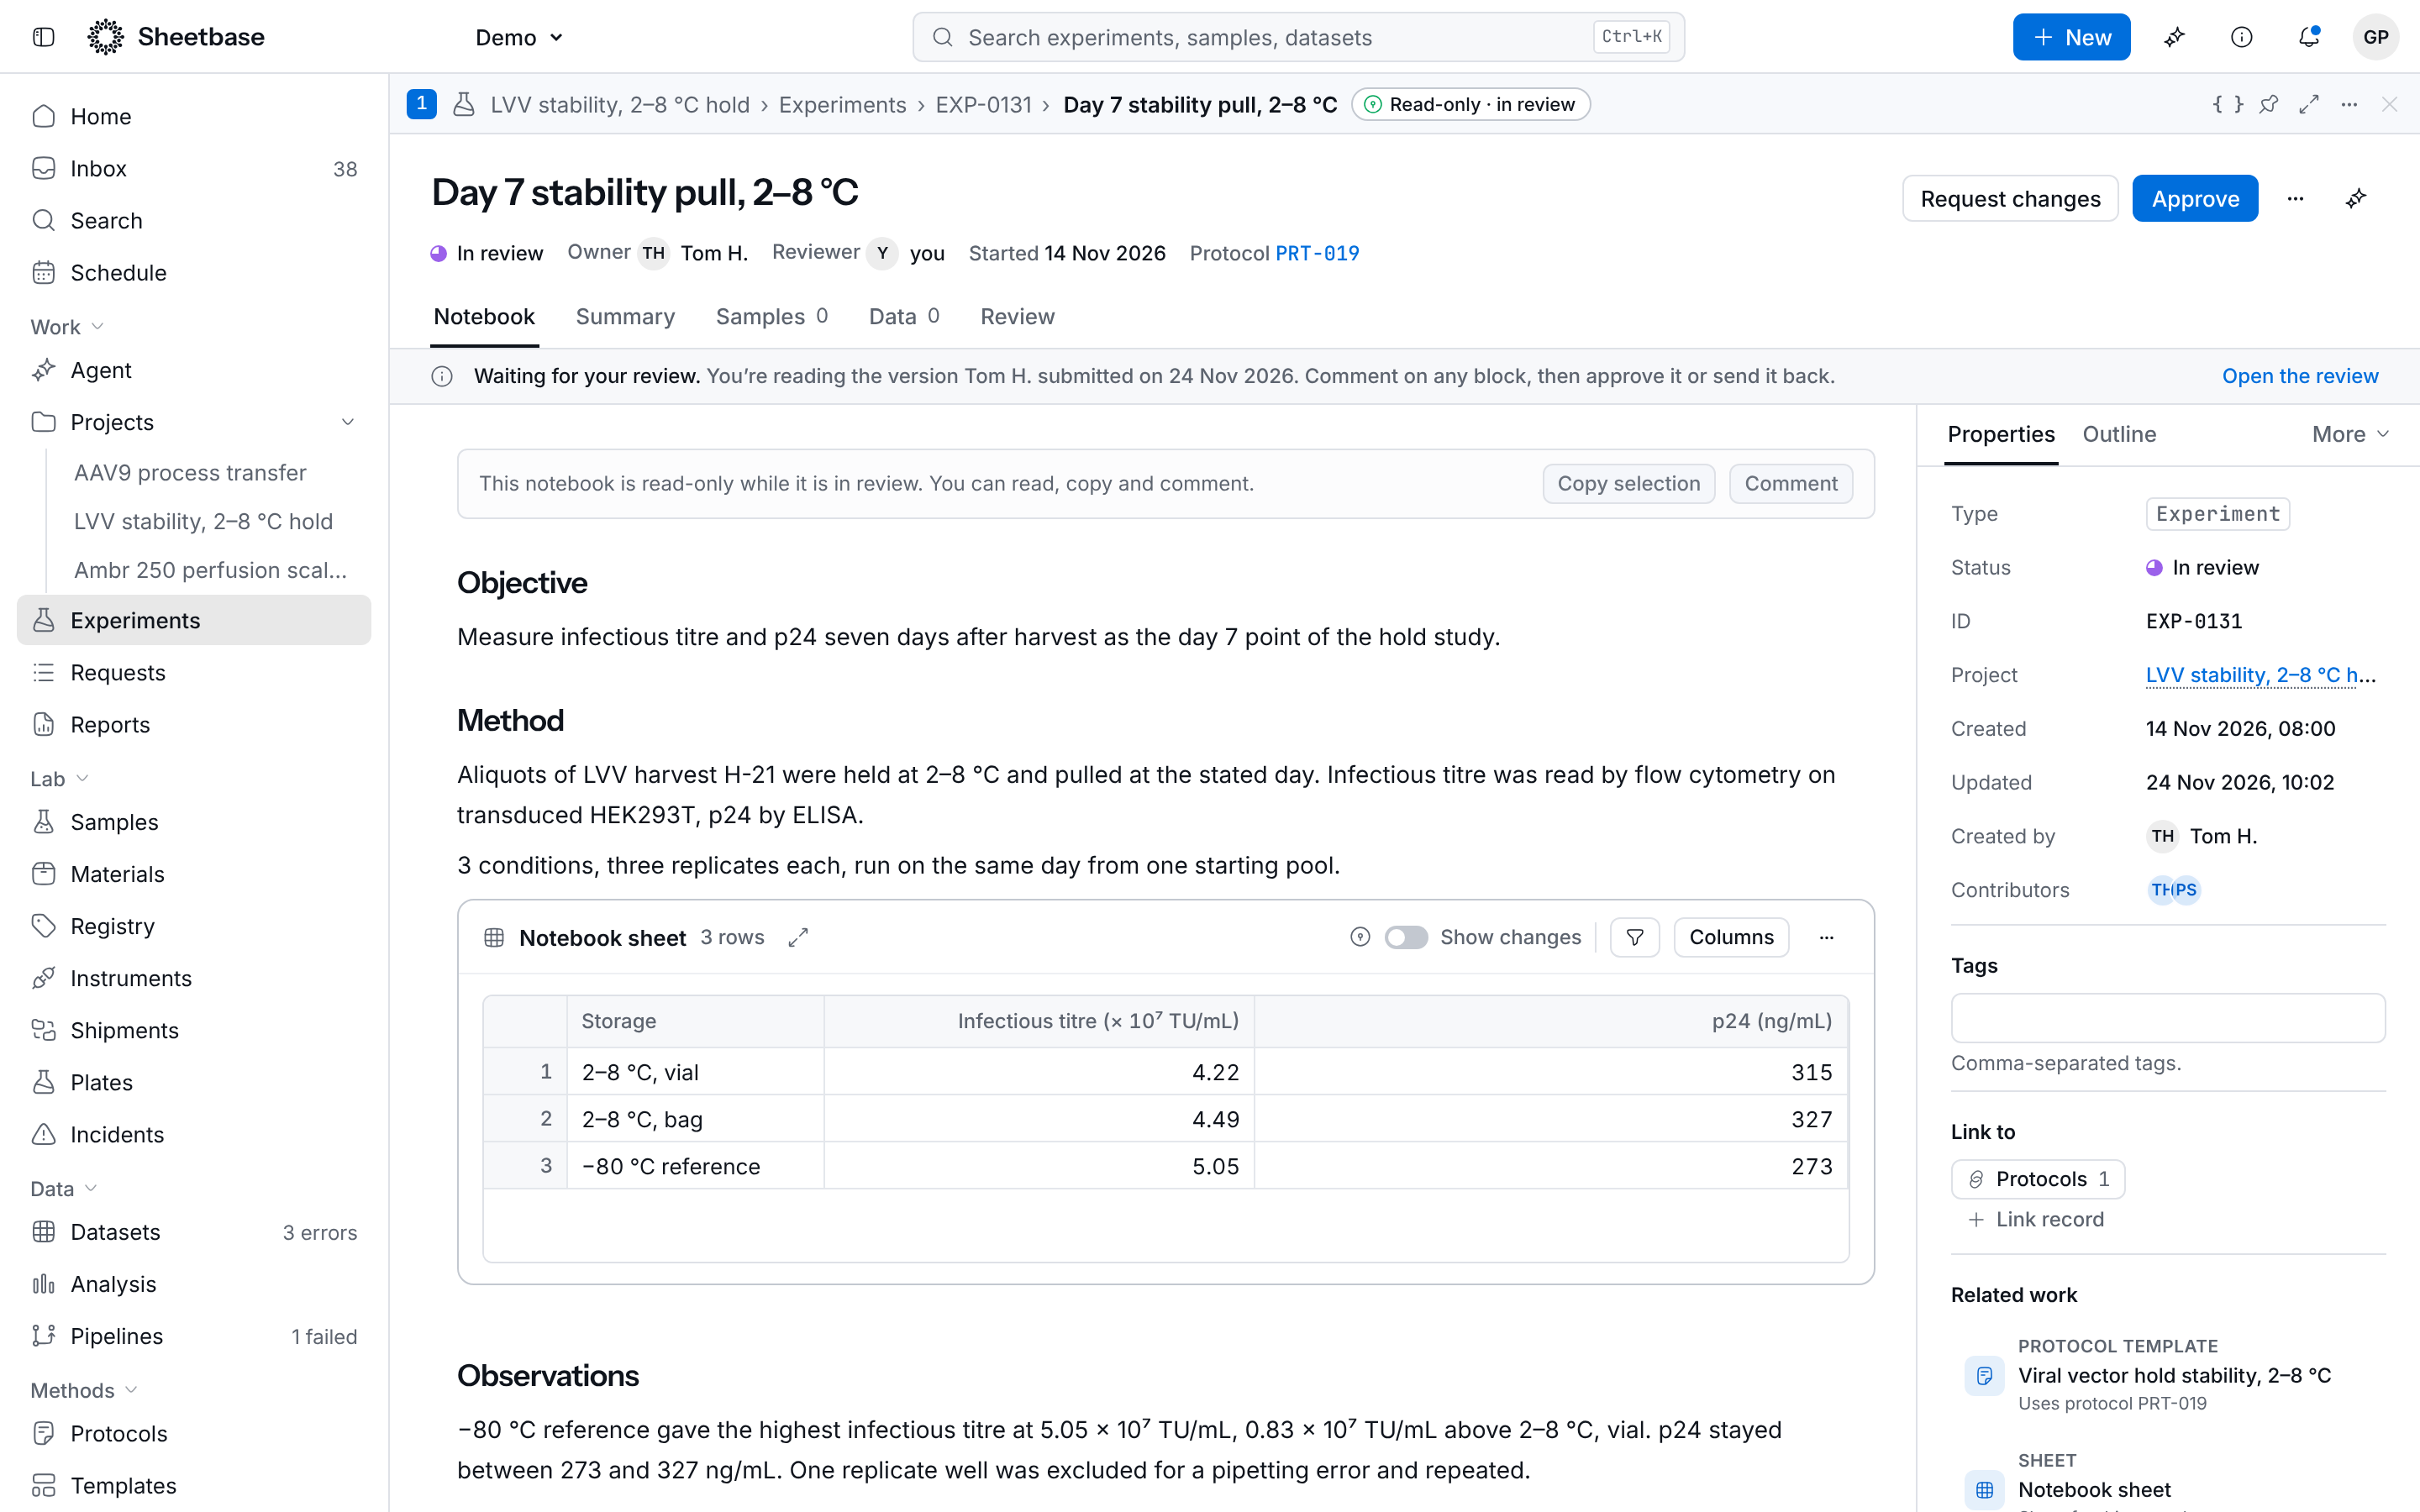 Sheetbase
Demo
Search experiments, samples, datasets
Ctrl+K
New
GP
Home
Inbox 38
Search
Schedule
Work
Agent
Projects
AAV9 process transfer
LVV stability, 2–8 °C hold
Ambr 250 perfusion scal...
Experiments
Requests
Reports
Lab
Samples
Materials
Registry
Instruments
Shipments
Plates
Incidents
Data
Datasets 3 errors
Analysis
Pipelines 1 failed
Methods
Protocols
Templates
1 LVV stability, 2–8 °C hold › Experiments › EXP-0131 › Day 7 stability pull, 2–8 °C Read-only · in review
Day 7 stability pull, 2–8 °C
Request changes Approve
In review Owner TH Tom H. Reviewer Y you Started 14 Nov 2026 Protocol PRT-019
Notebook Summary Samples 0 Data 0 Review
Waiting for your review. You’re reading the version Tom H. submitted on 24 Nov 2026. Comment on any block, then approve it or send it back. Open the review
This notebook is read-only while it is in review. You can read, copy and comment. Copy selection Comment
Objective
Measure infectious titre and p24 seven days after harvest as the day 7 point of the hold study.
Method
Aliquots of LVV harvest H-21 were held at 2–8 °C and pulled at the stated day. Infectious titre was read by flow cytometry on
transduced HEK293T, p24 by ELISA.
3 conditions, three replicates each, run on the same day from one starting pool.
Notebook sheet 3 rows Show changes Columns
Storage Infectious titre (× 10⁷ TU/mL) p24 (ng/mL)
1 2–8 °C, vial 4.22 315
2 2–8 °C, bag 4.49 327
3 −80 °C reference 5.05 273
Observations
−80 °C reference gave the highest infectious titre at 5.05 × 10⁷ TU/mL, 0.83 × 10⁷ TU/mL above 2–8 °C, vial. p24 stayed
between 273 and 327 ng/mL. One replicate well was excluded for a pipetting error and repeated.
Properties Outline More
Type Experiment
Status In review
ID EXP-0131
Project LVV stability, 2–8 °C h...
Created 14 Nov 2026, 08:00
Updated 24 Nov 2026, 10:02
Created by TH Tom H.
Contributors TH PS
Tags
Comma-separated tags.
Link to
Protocols 1
Link record
Related work
PROTOCOL TEMPLATE
Viral vector hold stability, 2–8 °C
Uses protocol PRT-019
SHEET
Notebook sheet